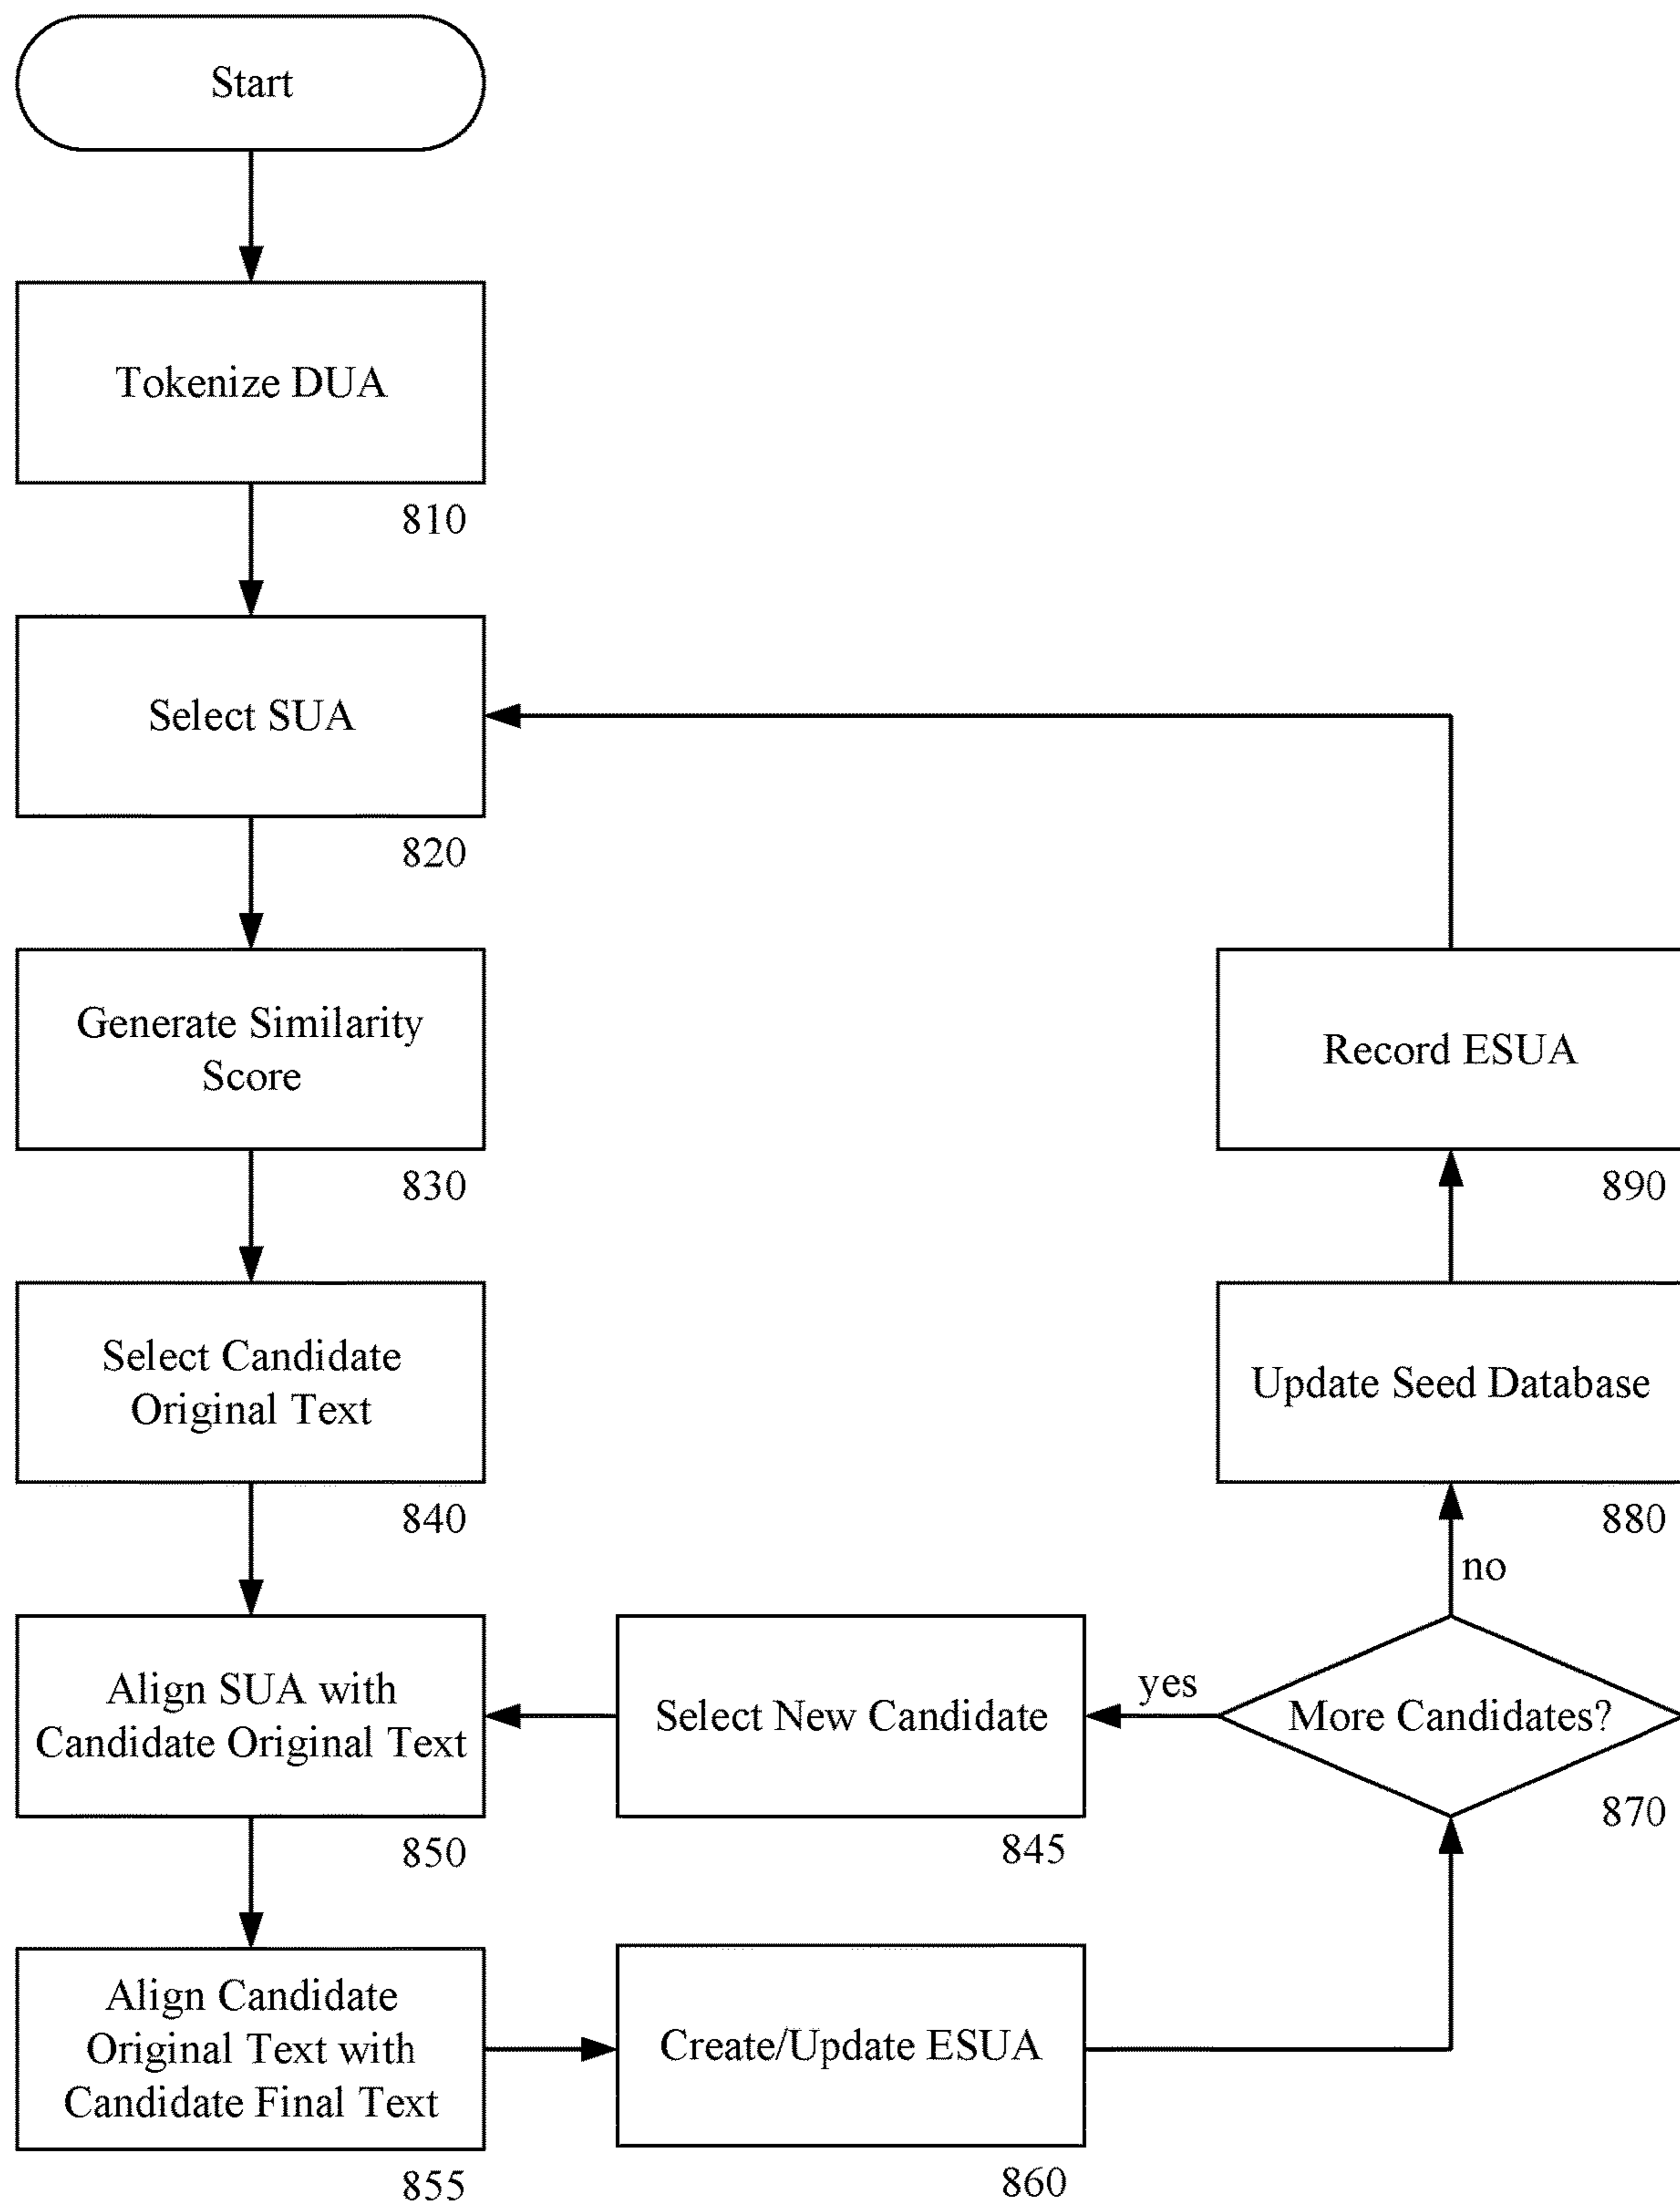 Start
Tokenize DUA
810
Select SUA
820
Generate Similarity
Score
830
Record ESUA
890
Select Candidate
Original Text
840
Update Seed Database
880
no
Align SUA with
Candidate Original Text
850
Select New Candidate
845
yes
More Candidates?
870
Align Candidate
Original Text with
Candidate Final Text
855
Create/Update ESUA
860